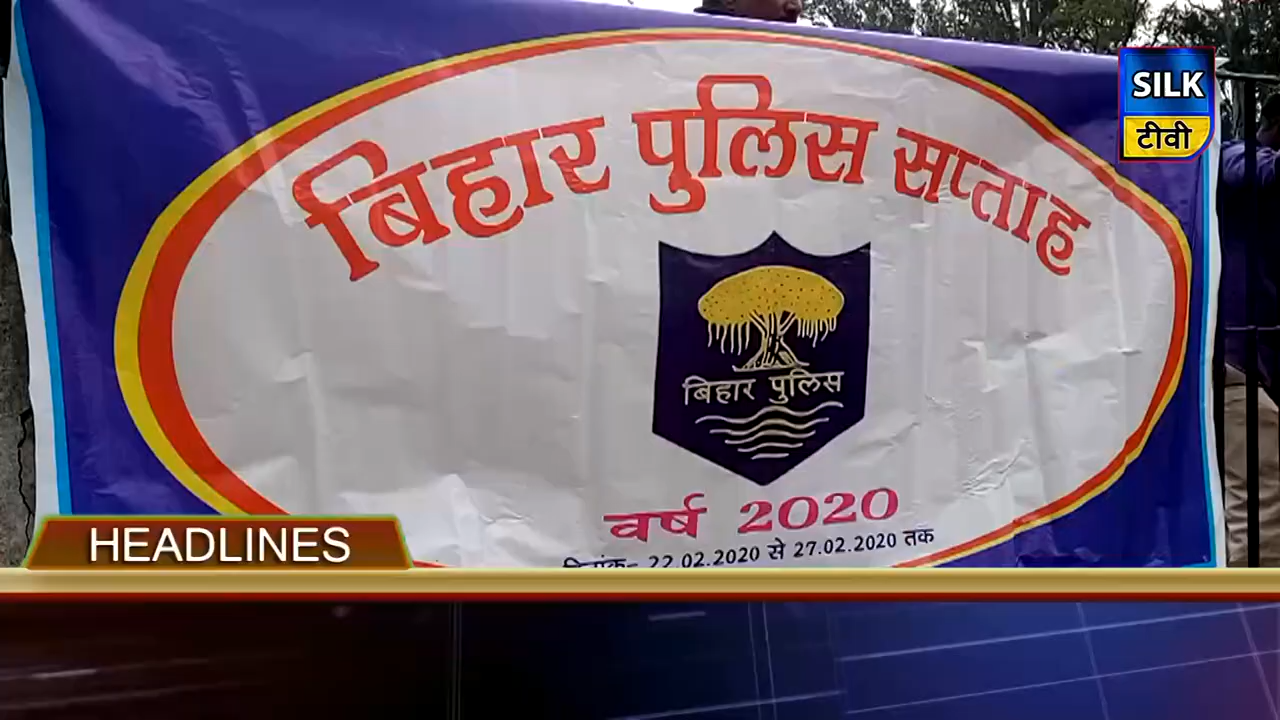 बिहार पुलिस सप्ताह
SILK
टीवी
बिहार पुलिस
वर्ष 2020
दिनांक- 22.02.2020 से 27.02.2020 तक
HEADLINES